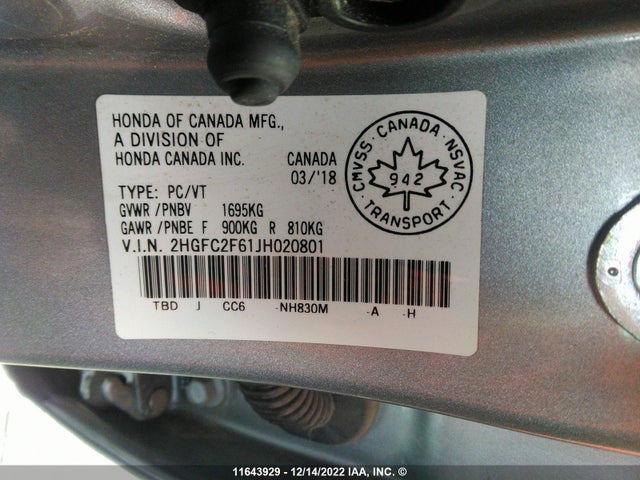 HONDA OF CANADA MFG.,
A DIVISION OF
HONDA CANADA INC. CANADA
03/'18
TYPE: PC/VT
GVWR /PNBV 1695KG
GAWR /PNBE F 900KG R 810KG
V.I.N. 2HGFC2F61JH020801
TBD J CC6 -NH830M -A -H
CMVSS · CANADA · NSVAC
942
TRANSPORT
11643929 - 12/14/2022 IAA, INC. ©